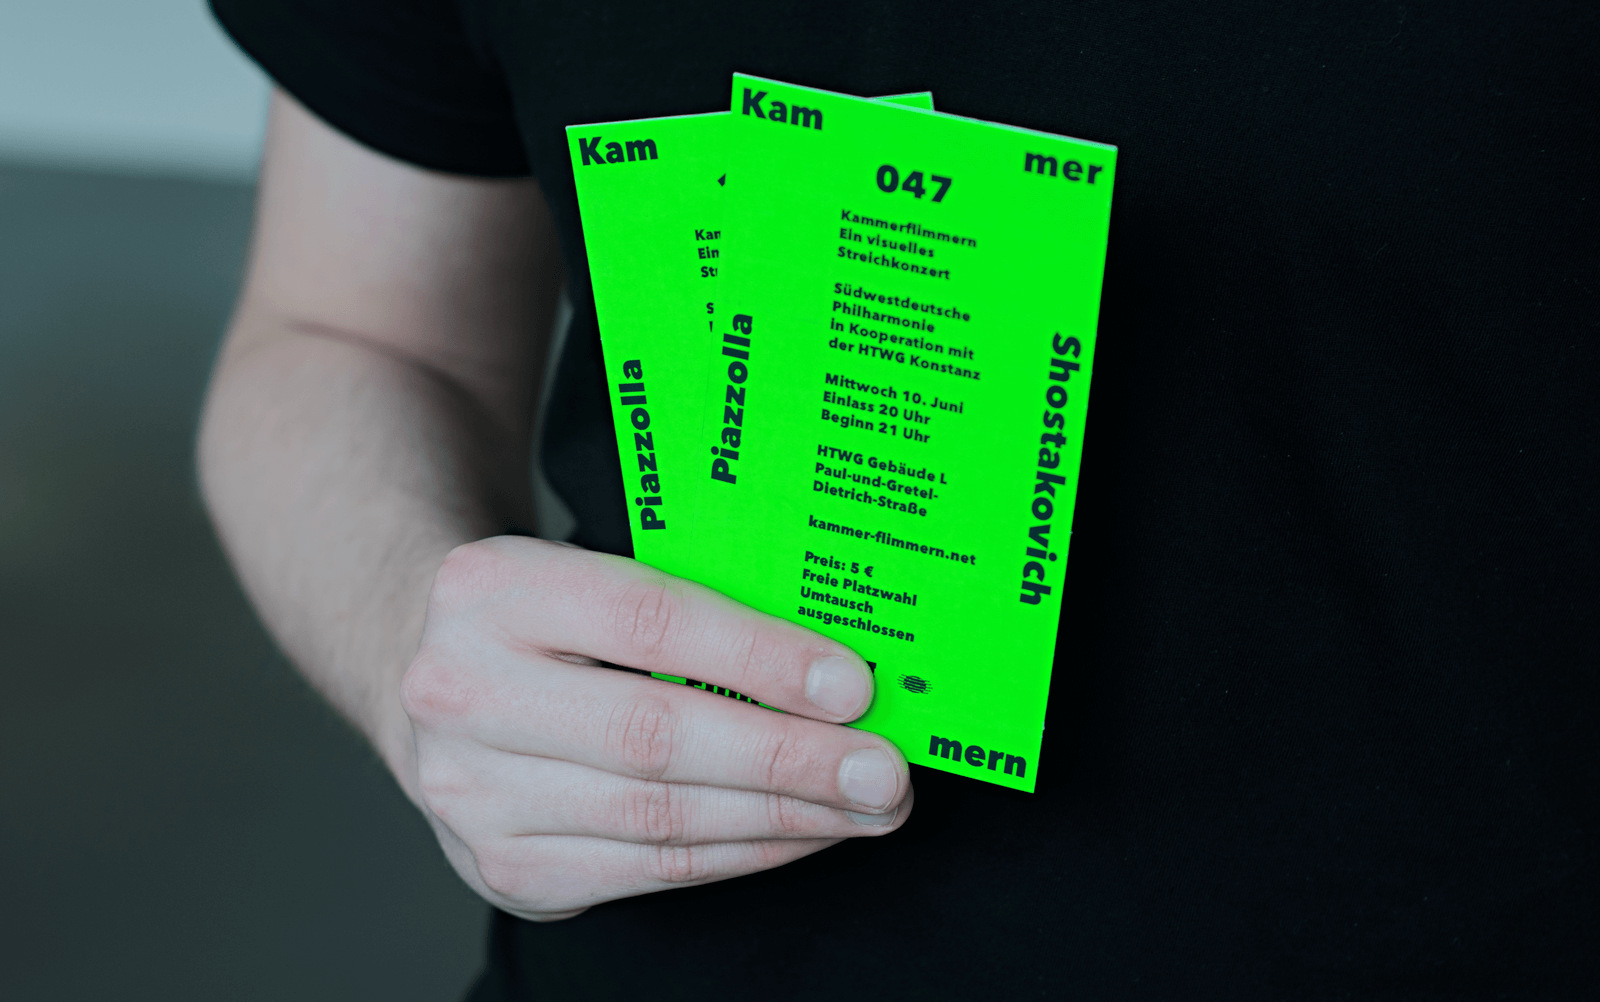 Kam
mer
047
Kammerflimmern
Ein visuelles
Streichkonzert
Südwestdeutsche
Philharmonie
in Kooperation mit
der HTWG Konstanz
Mittwoch 10. Juni
Einlass 20 Uhr
Beginn 21 Uhr
HTWG Gebäude L
Paul-und-Gretel-
Dietrich-Straße
kammer-flimmern.net
Preis: 5 €
Freie Platzwahl
Umtausch
ausgeschlossen
Piazzolla
Shostakovich
mern
Kam
Piazzolla